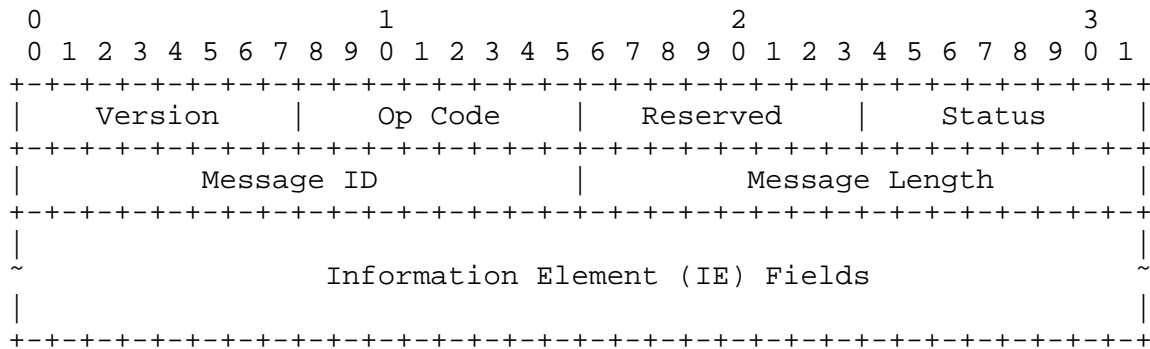 0                   1                   2                   3
 0 1 2 3 4 5 6 7 8 9 0 1 2 3 4 5 6 7 8 9 0 1 2 3 4 5 6 7 8 9 0 1
+-+-+-+-+-+-+-+-+-+-+-+-+-+-+-+-+-+-+-+-+-+-+-+-+-+-+-+-+-+-+-+-+
|    Version    |    Op Code    |   Reserved    |    Status     |
+-+-+-+-+-+-+-+-+-+-+-+-+-+-+-+-+-+-+-+-+-+-+-+-+-+-+-+-+-+-+-+-+
|          Message ID           |         Message Length        |
+-+-+-+-+-+-+-+-+-+-+-+-+-+-+-+-+-+-+-+-+-+-+-+-+-+-+-+-+-+-+-+-+
|                                                               |
~                 Information Element (IE) Fields               ~
|                                                               |
+-+-+-+-+-+-+-+-+-+-+-+-+-+-+-+-+-+-+-+-+-+-+-+-+-+-+-+-+-+-+-+-+